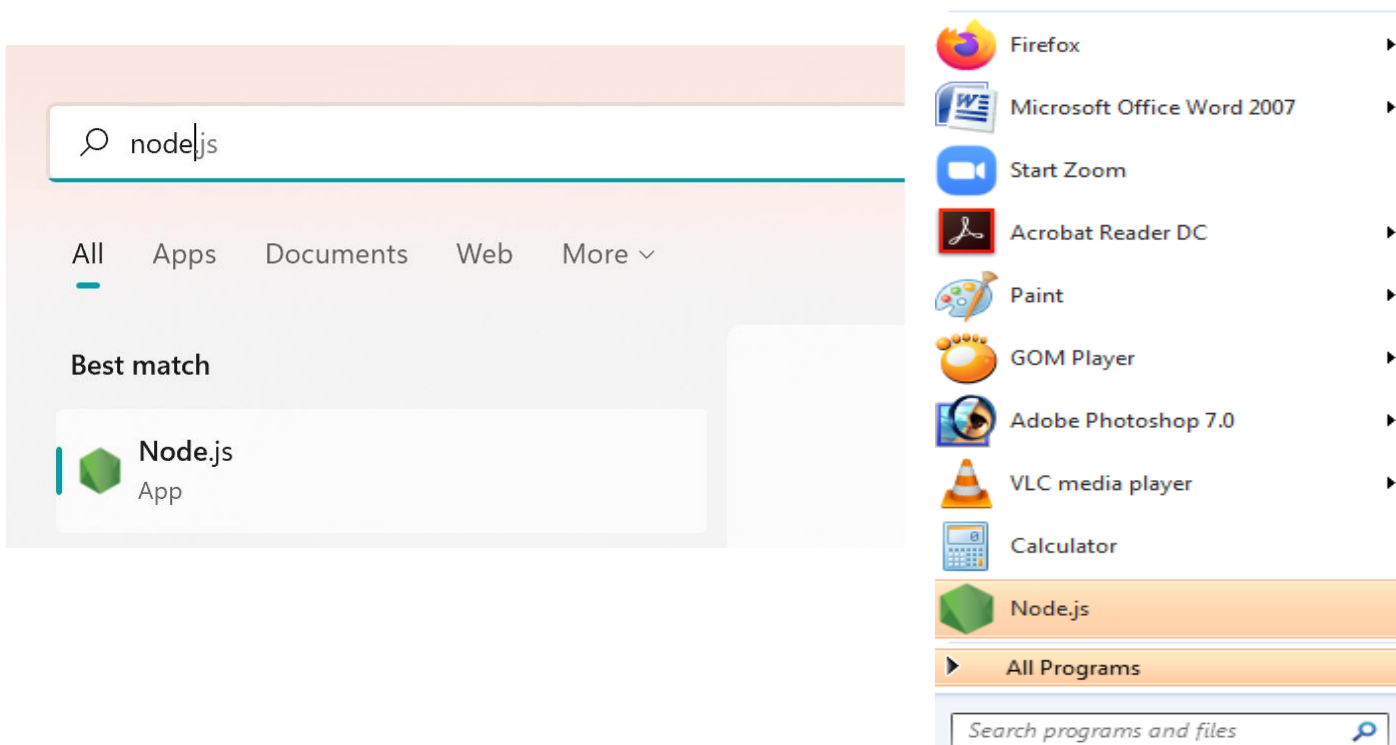 node.js
All Apps Documents Web More
Best match
Node.js
App
Firefox
Microsoft Office Word 2007
Start Zoom
Acrobat Reader DC
Paint
GOM Player
Adobe Photoshop 7.0
VLC media player
Calculator
Node.js
All Programs
Search programs and files